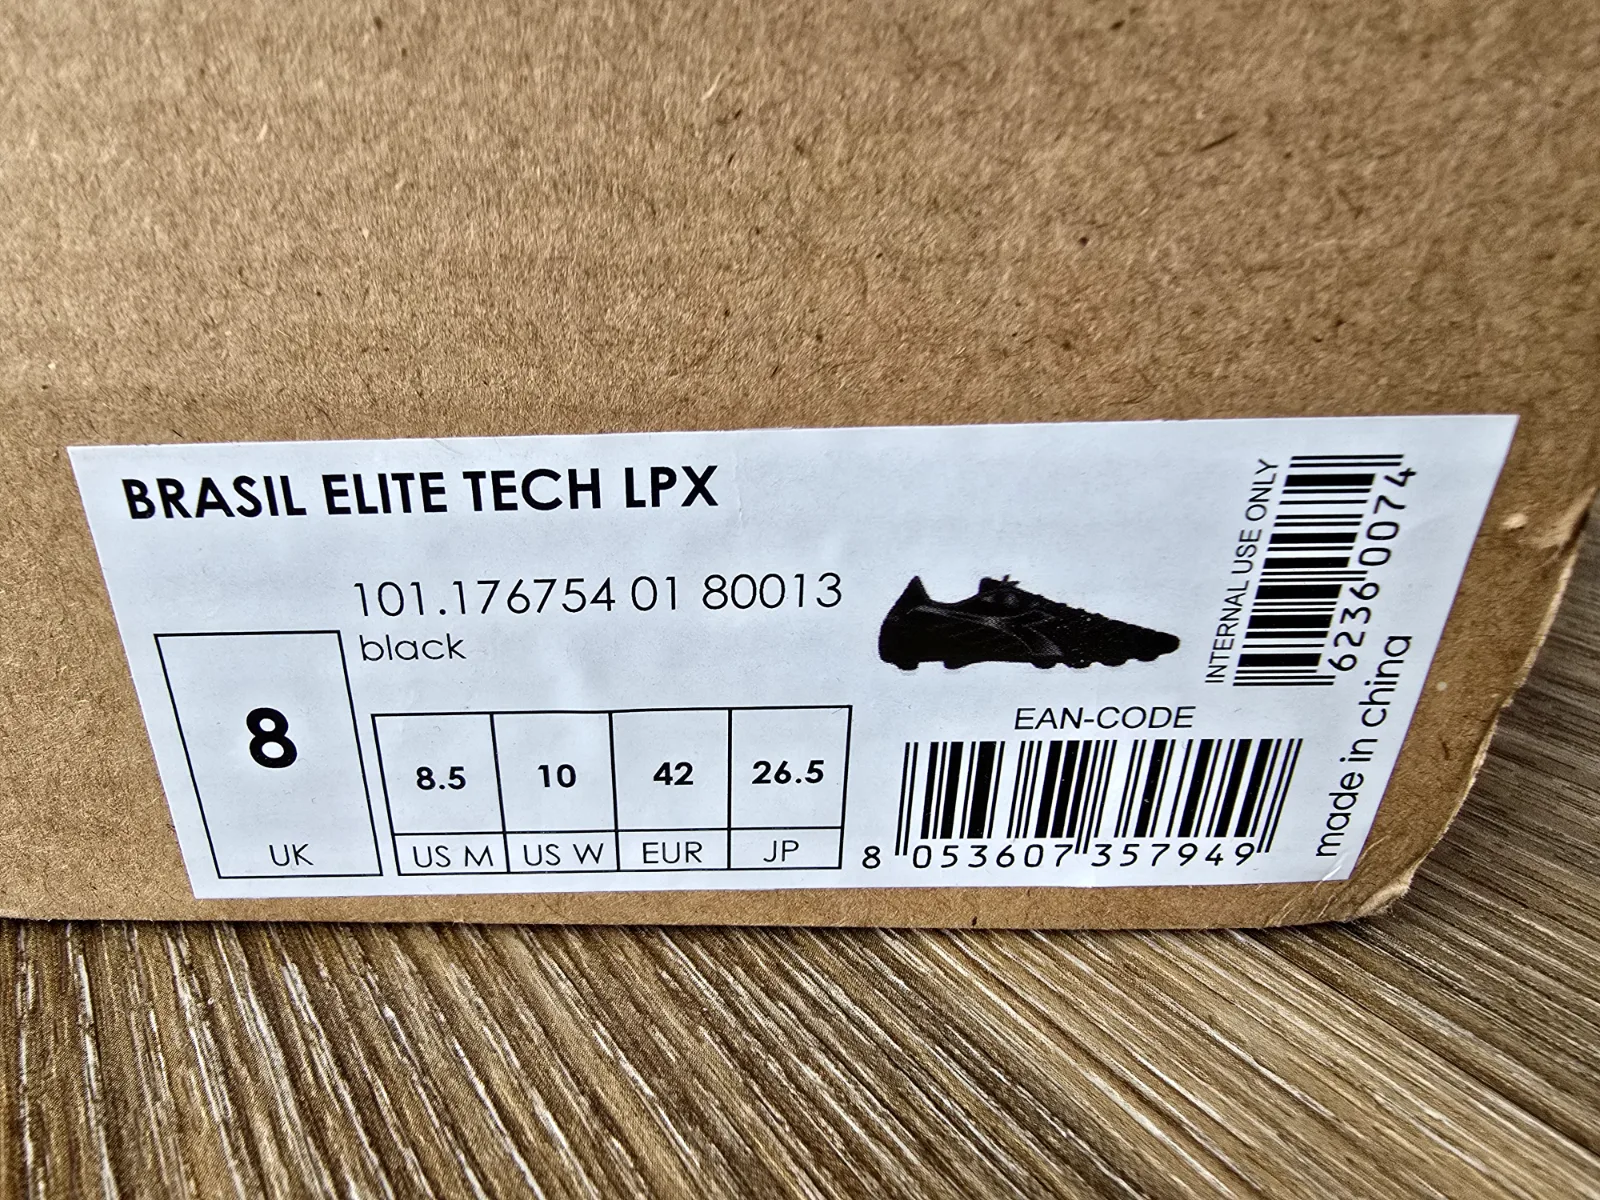 BRASIL ELITE TECH LPX
101.176754 01 80013
black
8
UK
8.5 10 42 26.5
US M US W EUR JP
EAN-CODE
8 053607 357949
INTERNAL USE ONLY
6236 0074
made in china